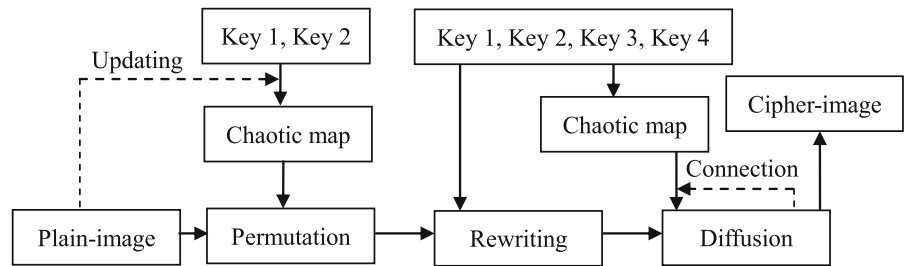 Key 1, Key 2
Key 1, Key 2, Key 3, Key 4
Updating
Cipher-image
Chaotic map
Chaotic map
Connection
Plain-image
Permutation
Rewriting
Diffusion